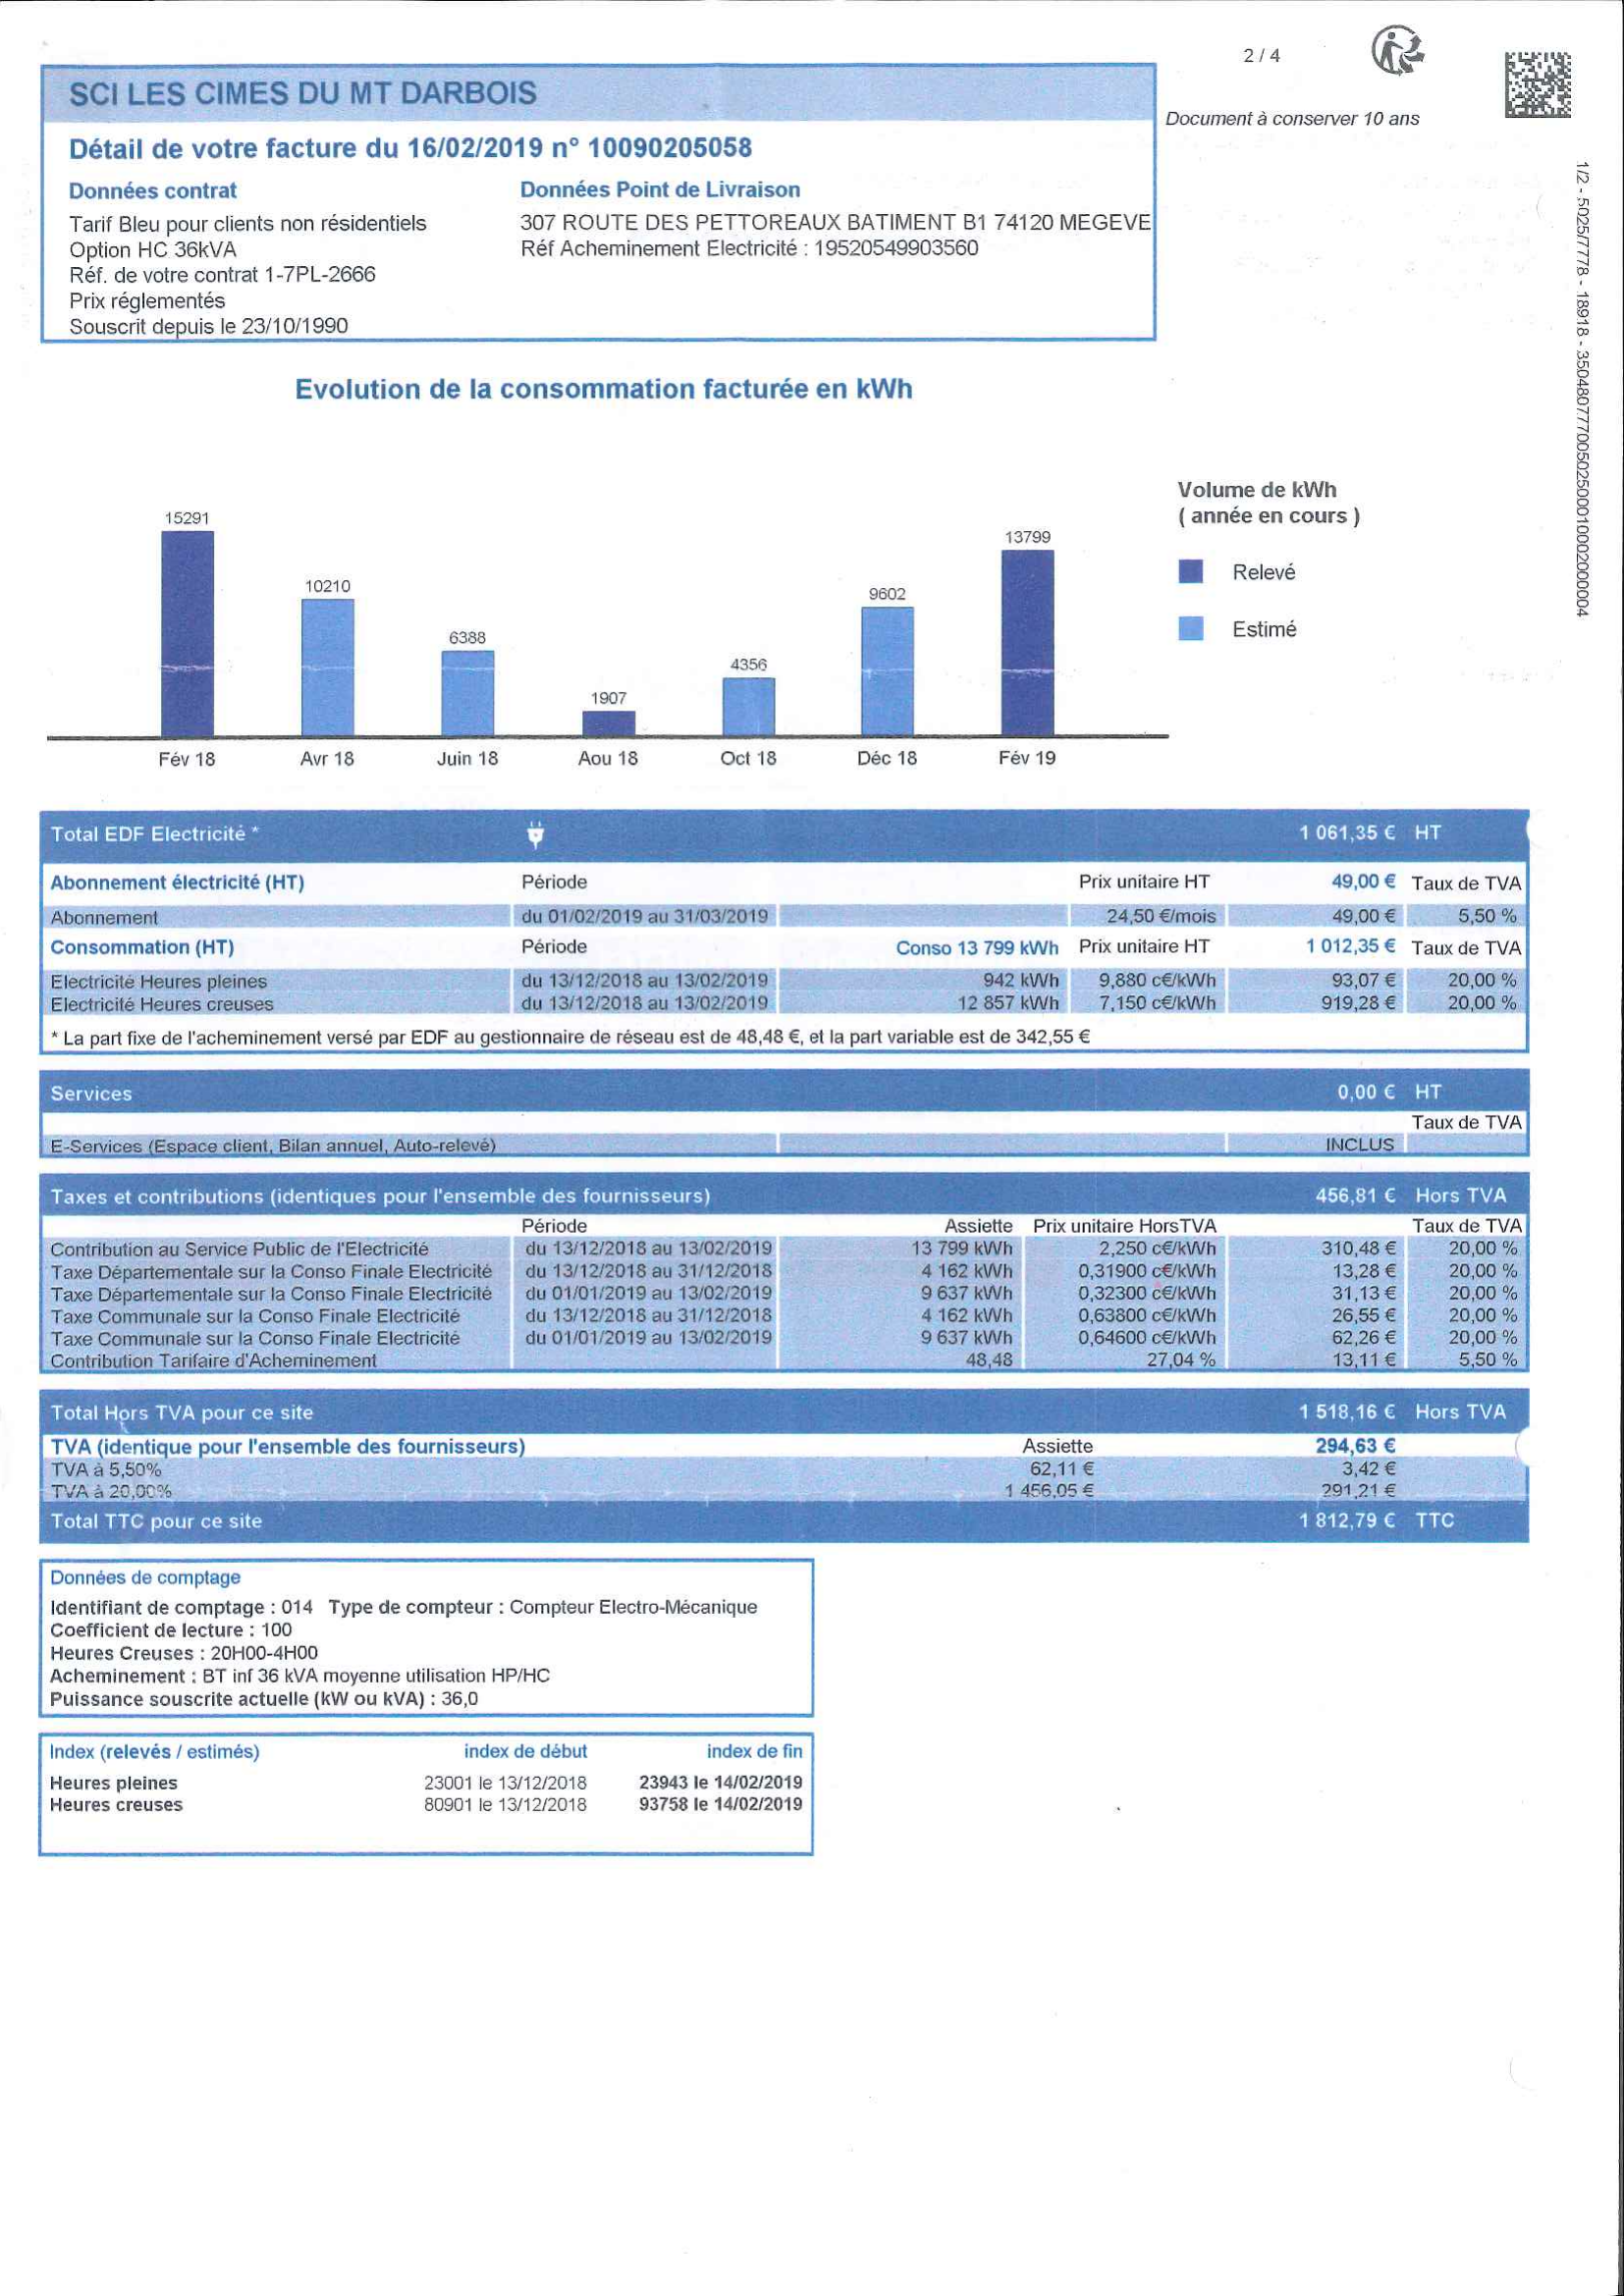 2 / 4
SCI LES CIMES DU MT DARBOIS
Document à conserver 10 ans
Détail de votre facture du 16/02/2019 n° 10090205058
Données contrat Données Point de Livraison
Tarif Bleu pour clients non résidentiels 307 ROUTE DES PETTOREAUX BATIMENT B1 74120 MEGEVE
Option HC 36kVA Réf Acheminement Electricité : 19520549903560
Réf. de votre contrat 1-7PL-2666
Prix réglementés
Souscrit depuis le 23/10/1990
1/2 - 5025/7778 - 18918 - 35048077700502500010002000004
Evolution de la consommation facturée en kWh
Volume de kWh
( année en cours )
Relevé
Estimé
15291 10210 6388 1907 4356 9602 13799
Fév 18 Avr 18 Juin 18 Aou 18 Oct 18 Déc 18 Fév 19
Total EDF Electricité * 1 061,35 € HT
Abonnement électricité (HT) Période Prix unitaire HT 49,00 € Taux de TVA
Abonnement du 01/02/2019 au 31/03/2019 24,50 €/mois 49,00 € 5,50 %
Consommation (HT) Période Conso 13 799 kWh Prix unitaire HT 1 012,35 € Taux de TVA
Electricité Heures pleines du 13/12/2018 au 13/02/2019 942 kWh 9,880 c€/kWh 93,07 € 20,00 %
Electricité Heures creuses du 13/12/2018 au 13/02/2019 12 857 kWh 7,150 c€/kWh 919,28 € 20,00 %
* La part fixe de l'acheminement versé par EDF au gestionnaire de réseau est de 48,48 €, et la part variable est de 342,55 €
Services 0,00 € HT
Taux de TVA
E-Services (Espace client, Bilan annuel, Auto-relevé) INCLUS
Taxes et contributions (identiques pour l'ensemble des fournisseurs) 456,81 € Hors TVA
Période Assiette Prix unitaire HorsTVA Taux de TVA
Contribution au Service Public de l'Electricité du 13/12/2018 au 13/02/2019 13 799 kWh 2,250 c€/kWh 310,48 € 20,00 %
Taxe Départementale sur la Conso Finale Electricité du 13/12/2018 au 31/12/2018 4 162 kWh 0,31900 c€/kWh 13,28 € 20,00 %
Taxe Départementale sur la Conso Finale Electricité du 01/01/2019 au 13/02/2019 9 637 kWh 0,32300 c€/kWh 31,13 € 20,00 %
Taxe Communale sur la Conso Finale Electricité du 13/12/2018 au 31/12/2018 4 162 kWh 0,63800 c€/kWh 26,55 € 20,00 %
Taxe Communale sur la Conso Finale Electricité du 01/01/2019 au 13/02/2019 9 637 kWh 0,64600 c€/kWh 62,26 € 20,00 %
Contribution Tarifaire d'Acheminement 48,48 27,04 % 13,11 € 5,50 %
Total Hors TVA pour ce site 1 518,16 € Hors TVA
TVA (identique pour l'ensemble des fournisseurs) Assiette 294,63 €
TVA à 5,50% 62,11 € 3,42 €
TVA à 20,00% 1 456,05 € 291,21 €
Total TTC pour ce site 1 812,79 € TTC
Données de comptage
Identifiant de comptage : 014 Type de compteur : Compteur Electro-Mécanique
Coefficient de lecture : 100
Heures Creuses : 20H00-4H00
Acheminement : BT inf 36 kVA moyenne utilisation HP/HC
Puissance souscrite actuelle (kW ou kVA) : 36,0
Index (relevés / estimés) index de début index de fin
Heures pleines 23001 le 13/12/2018 23943 le 14/02/2019
Heures creuses 80901 le 13/12/2018 93758 le 14/02/2019